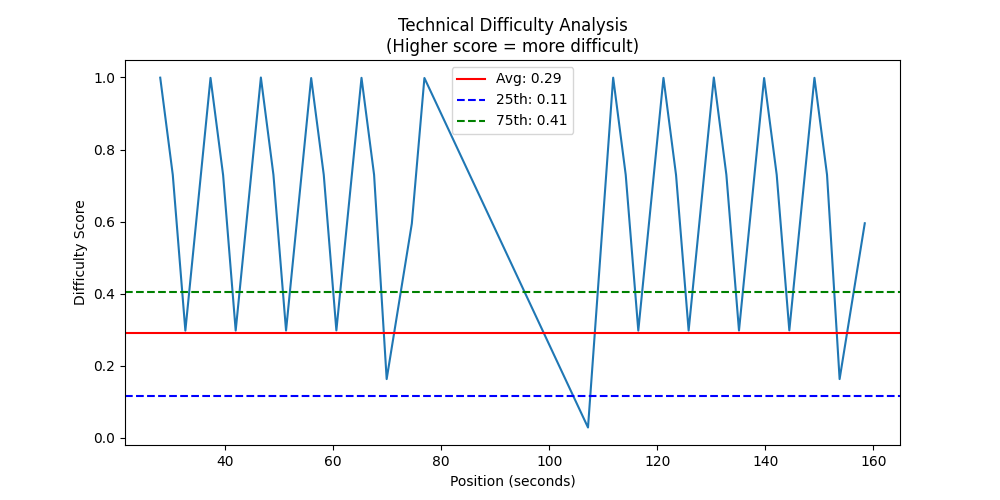 Technical Difficulty Analysis
(Higher score = more difficult)
Avg: 0.29
25th: 0.11
75th: 0.41
Difficulty Score
1.0
0.8
0.6
0.4
0.2
0.0
40 60 80 100 120 140 160
Position (seconds)